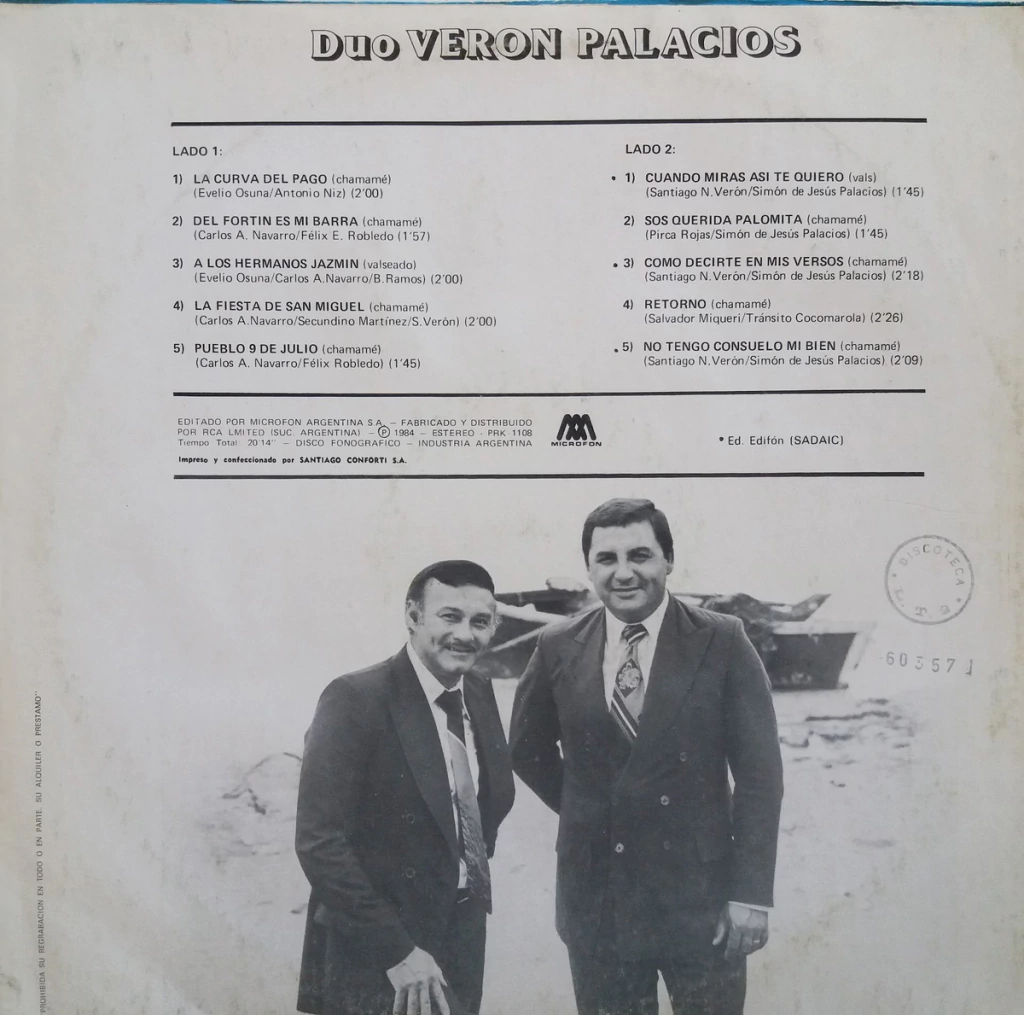 Duo VERON PALACIOS
LADO 1:
1) LA CURVA DEL PAGO (chamamé)
(Evelio Osuna/Antonio Niz) (2'00)
2) DEL FORTIN ES MI BARRA (chamamé)
(Carlos A. Navarro/Félix E. Robledo (1'57)
3) A LOS HERMANOS JAZMIN (valseado)
(Evelio Osuna/Carlos A.Navarro/B.Ramos) (2'00)
4) LA FIESTA DE SAN MIGUEL (chamamé)
(Carlos A.Navarro/Secundino Martínez/S.Verón) (2'00)
5) PUEBLO 9 DE JULIO (chamamé)
(Carlos A. Navarro/Félix Robledo) (1'45)
LADO 2:
• 1) CUANDO MIRAS ASI TE QUIERO (vals)
(Santiago N.Verón/Simón de Jesús Palacios) (1'45)
2) SOS QUERIDA PALOMITA (chamamé)
(Pirca Rojas/Simón de Jesús Palacios) (1'45)
• 3) COMO DECIRTE EN MIS VERSOS (chamamé)
(Santiago N.Verón/Simón de Jesús Palacios) (2'18)
4) RETORNO (chamamé)
(Salvador Miqueri/Tránsito Cocomarola) (2'26)
• 5) NO TENGO CONSUELO MI BIEN (chamamé)
(Santiago N.Verón/Simón de Jesús Palacios) (2'09)
EDITADO POR MICROFON ARGENTINA S.A. – FABRICADO Y DISTRIBUIDO
POR RCA LMITED (SUC. ARGENTINA) – Ⓟ 1984 – ESTEREO - PRK 1108
Tiempo Total 20'14" – DISCO FONOGRAFICO – INDUSTRIA ARGENTINA
Impreso y confeccionado por SANTIAGO CONFORTI S.A.
MICROFON
• Ed. Edifón (SADAIC)
DISCOTECA
603571
PROHIBIDA SU REGRABACION EN TODO O EN PARTE. SU ALQUILER O PRESTAMO"